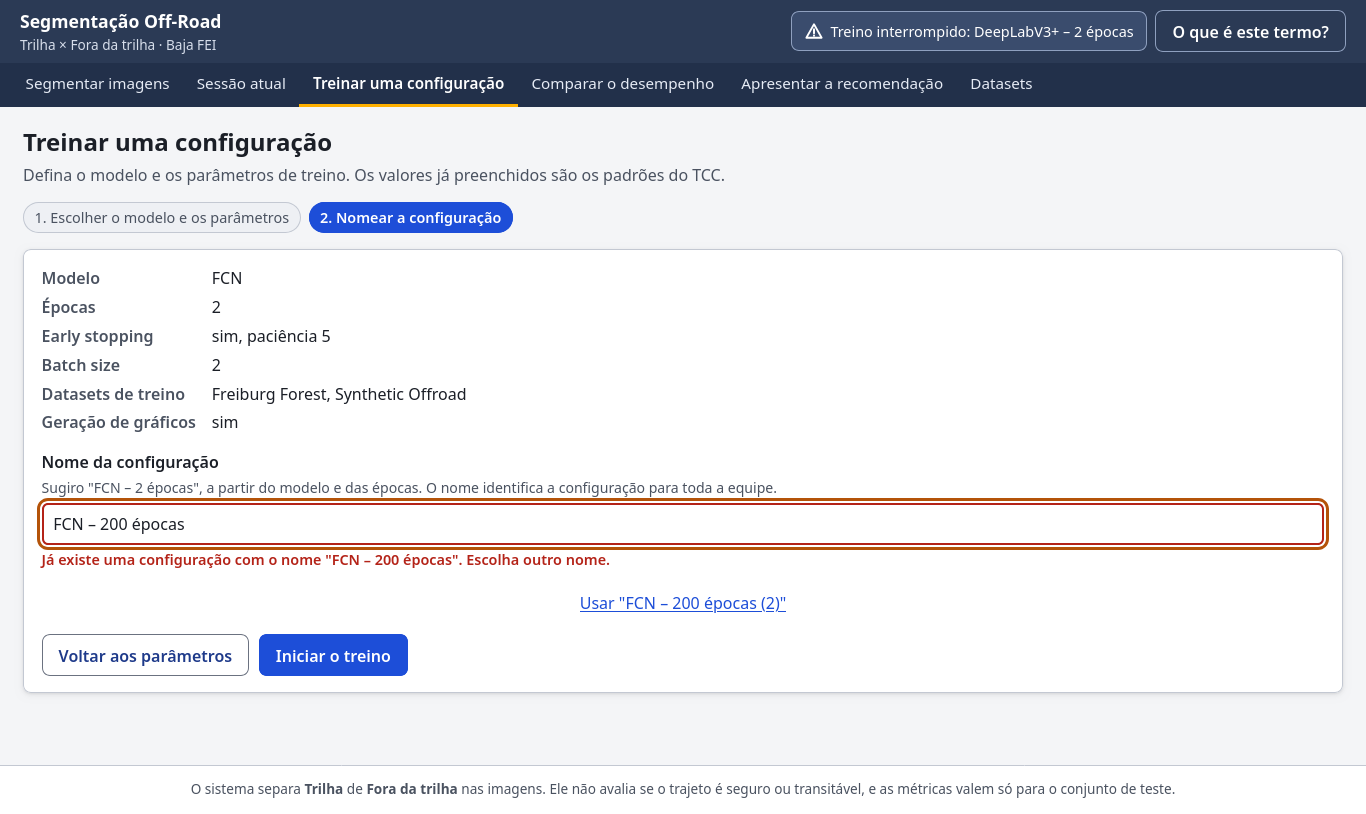 Segmentação Off-Road
Trilha × Fora da trilha · Baja FEI
Treino interrompido: DeepLabV3+ – 2 épocas
O que é este termo?
Segmentar imagens
Sessão atual
Treinar uma configuração
Comparar o desempenho
Apresentar a recomendação
Datasets
Treinar uma configuração
Defina o modelo e os parâmetros de treino. Os valores já preenchidos são os padrões do TCC.
1. Escolher o modelo e os parâmetros
2. Nomear a configuração
Modelo FCN
Épocas 2
Early stopping sim, paciência 5
Batch size 2
Datasets de treino Freiburg Forest, Synthetic Offroad
Geração de gráficos sim
Nome da configuração
Sugiro "FCN – 2 épocas", a partir do modelo e das épocas. O nome identifica a configuração para toda a equipe.
FCN – 200 épocas
Já existe uma configuração com o nome "FCN – 200 épocas". Escolha outro nome.
Usar "FCN – 200 épocas (2)"
Voltar aos parâmetros
Iniciar o treino
O sistema separa Trilha de Fora da trilha nas imagens. Ele não avalia se o trajeto é seguro ou transitável, e as métricas valem só para o conjunto de teste.